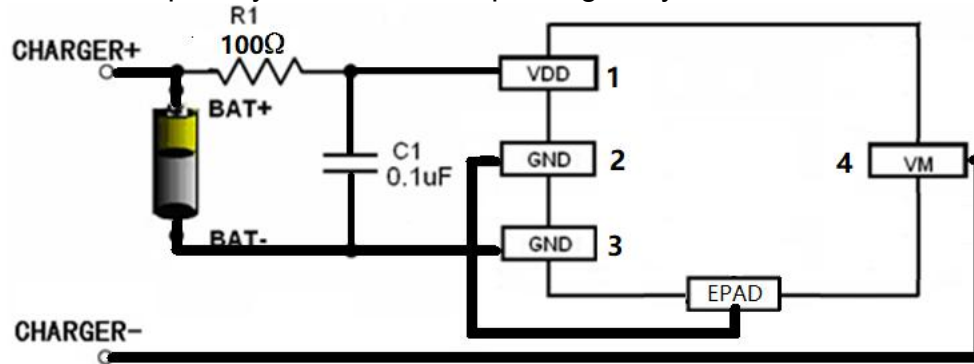 R1
100Ω
CHARGER+
VDD
1
BAT+
C1
0.1uF
GND
2
4
VM
BAT-
GND
3
EPAD
CHARGER-